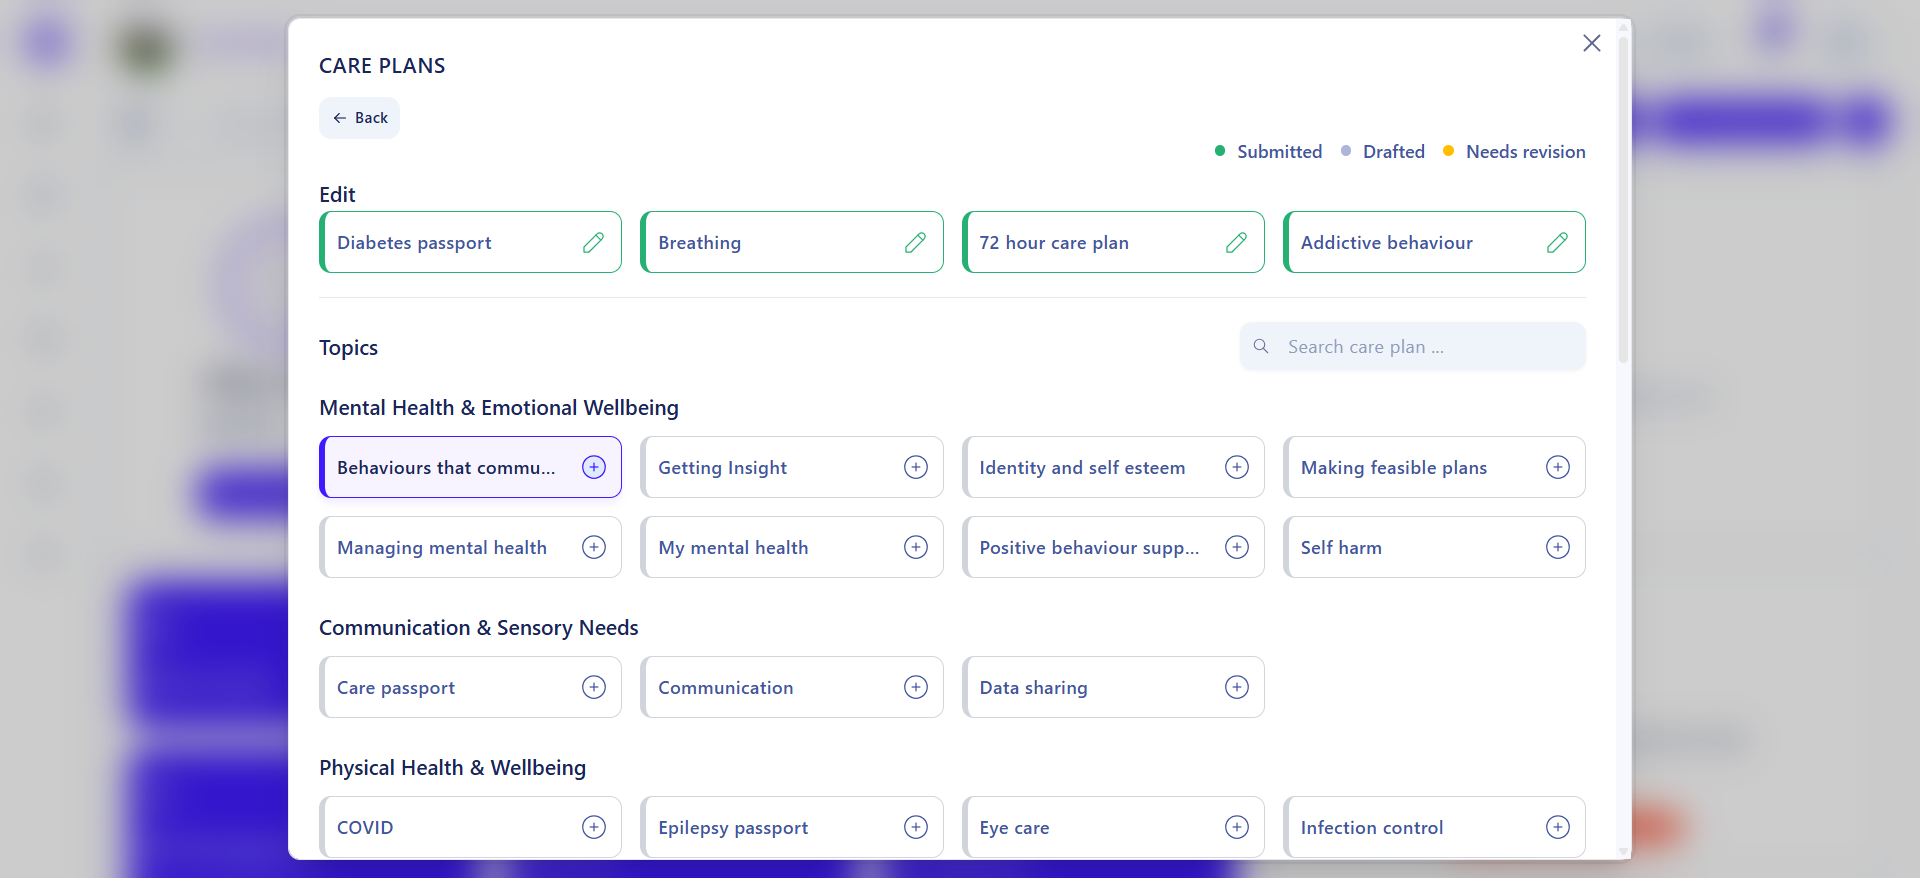 CARE PLANS
Back
Submitted Drafted Needs revision
Edit
Diabetes passport Breathing 72 hour care plan Addictive behaviour
Topics
Search care plan ...
Mental Health & Emotional Wellbeing
Behaviours that commu... Getting Insight Identity and self esteem Making feasible plans
Managing mental health My mental health Positive behaviour supp... Self harm
Communication & Sensory Needs
Care passport Communication Data sharing
Physical Health & Wellbeing
COVID Epilepsy passport Eye care Infection control